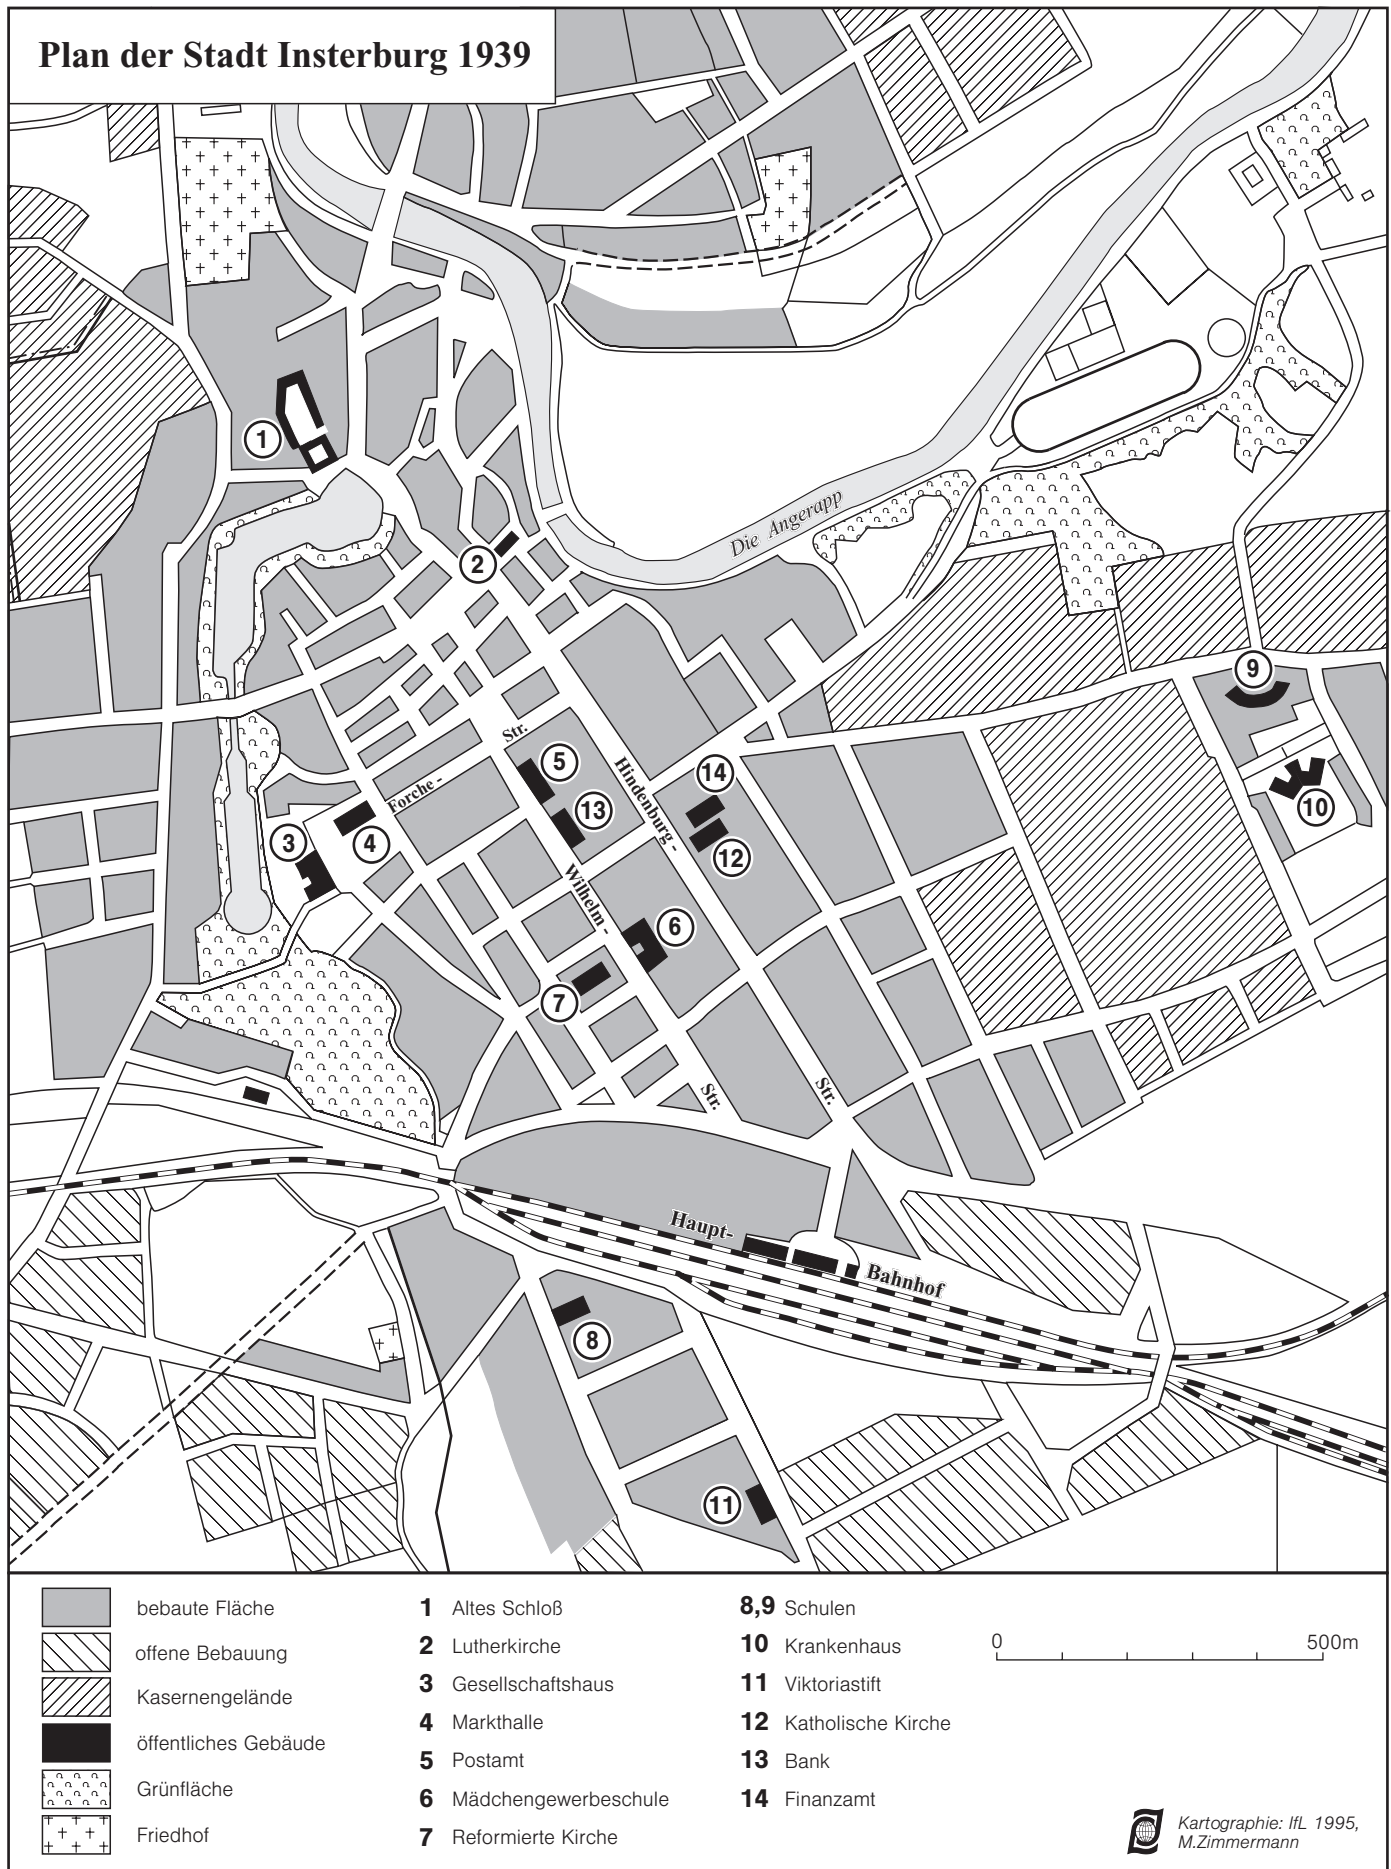 Plan der Stadt Insterburg 1939
1
2
Die Angerapp
9
10
Str.
5
14
Hindenburg -
Forche -
13
3
4
12
Wilhelm -
6
7
Str.
Str.
Haupt-
Bahnhof
8
11
bebaute Fläche
offene Bebauung
Kasernengelände
öffentliches Gebäude
Grünfläche
Friedhof
1 Altes Schloß
2 Lutherkirche
3 Gesellschaftshaus
4 Markthalle
5 Postamt
6 Mädchengewerbeschule
7 Reformierte Kirche
8,9 Schulen
10 Krankenhaus
11 Viktoriastift
12 Katholische Kirche
13 Bank
14 Finanzamt
0 500m
Kartographie: IfL 1995,
M.Zimmermann